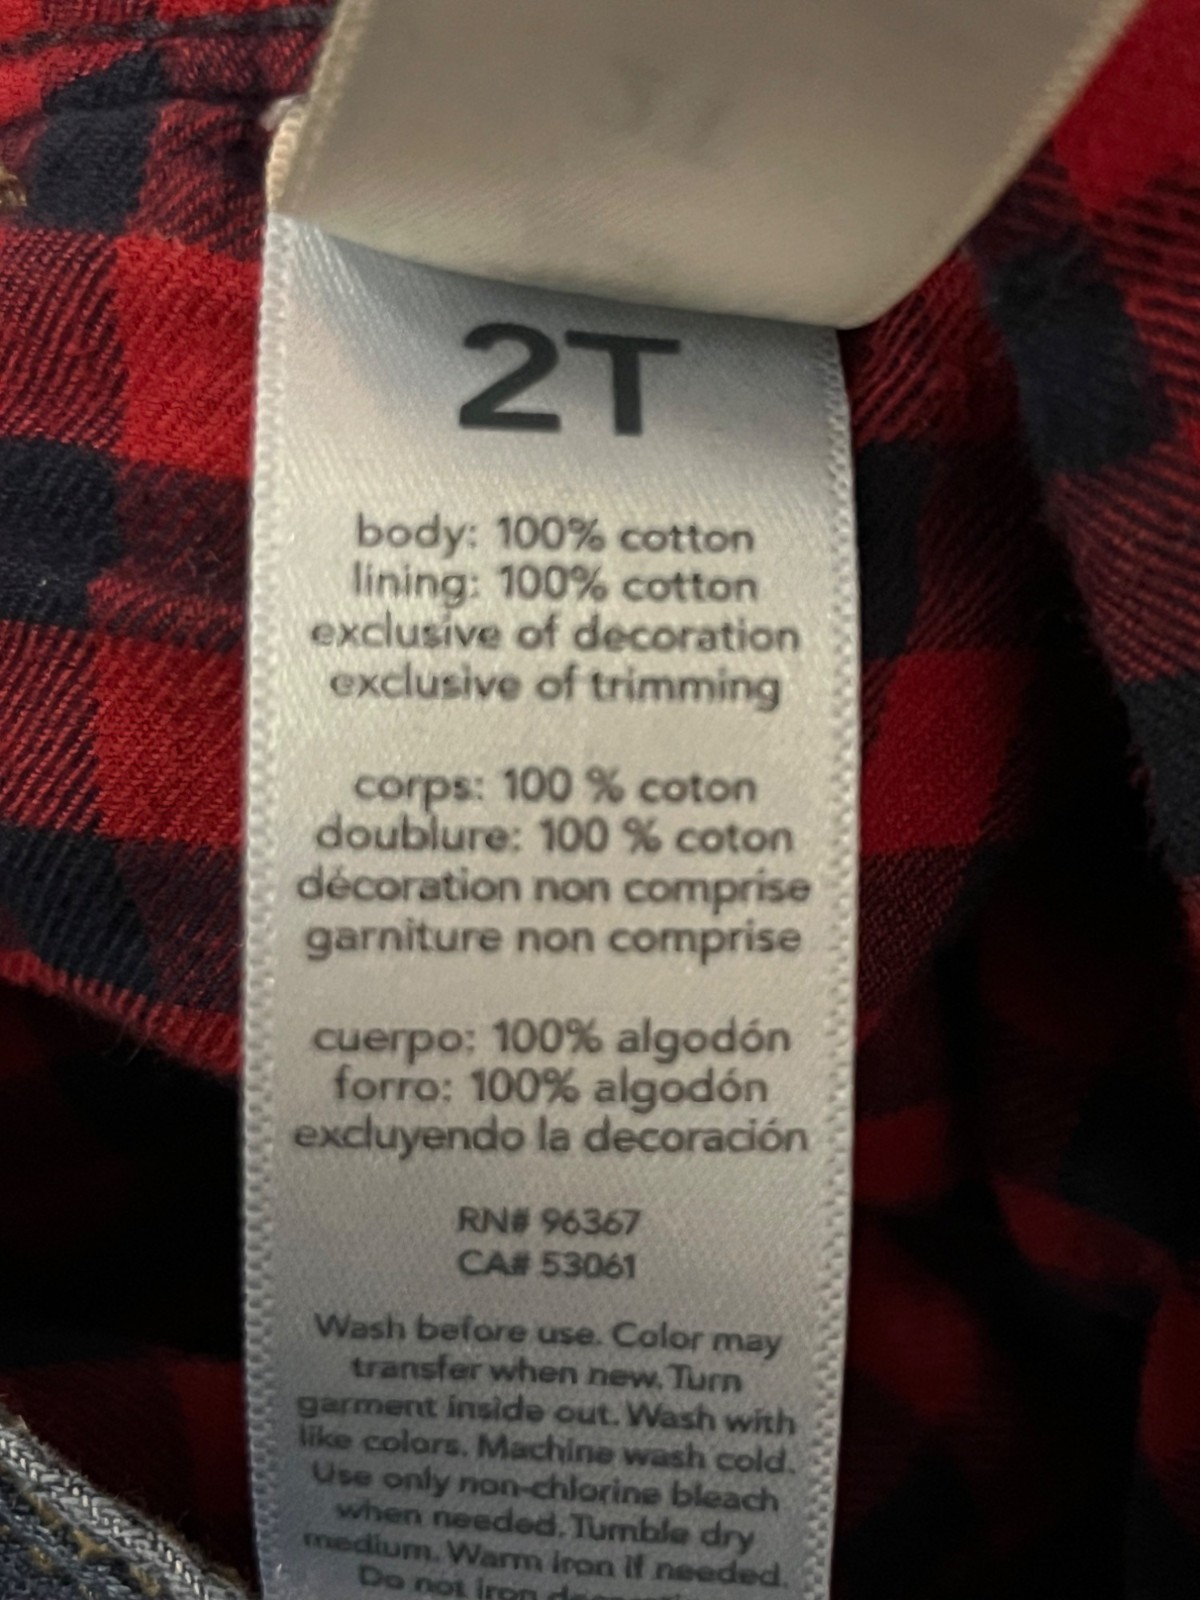 2T
body: 100% cotton
lining: 100% cotton
exclusive of decoration
exclusive of trimming
corps: 100 % coton
doublure: 100 % coton
décoration non comprise
garniture non comprise
cuerpo: 100% algodón
forro: 100% algodón
excluyendo la decoración
RN# 96367
CA# 53061
Wash before use. Color may
transfer when new. Turn
garment inside out. Wash with
like colors. Machine wash cold.
Use only non-chlorine bleach
when needed. Tumble dry
medium. Warm iron if needed.
Do not iron